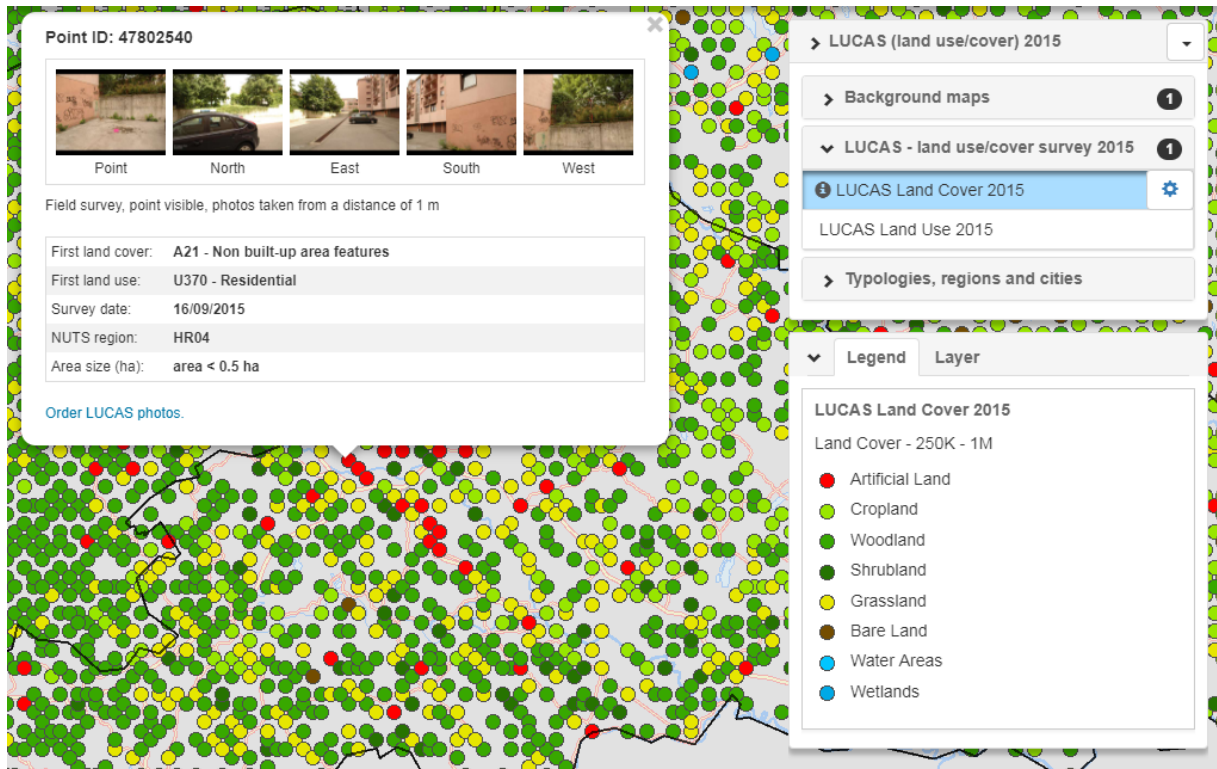 Point ID: 47802540
Point North East South West
Field survey, point visible, photos taken from a distance of 1 m
First land cover: A21 - Non built-up area features
First land use: U370 - Residential
Survey date: 16/09/2015
NUTS region: HR04
Area size (ha): area < 0.5 ha
Order LUCAS photos.
LUCAS (land use/cover) 2015
Background maps 1
LUCAS - land use/cover survey 2015 1
LUCAS Land Cover 2015
LUCAS Land Use 2015
Typologies, regions and cities
Legend Layer
LUCAS Land Cover 2015
Land Cover - 250K - 1M
Artificial Land
Cropland
Woodland
Shrubland
Grassland
Bare Land
Water Areas
Wetlands